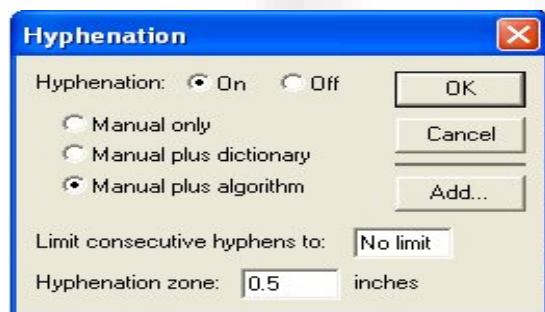 Hyphenation
Hyphenation: On Off OK
Manual only Cancel
Manual plus dictionary
Manual plus algorithm Add...
Limit consecutive hyphens to: No limit
Hyphenation zone: 0.5 inches